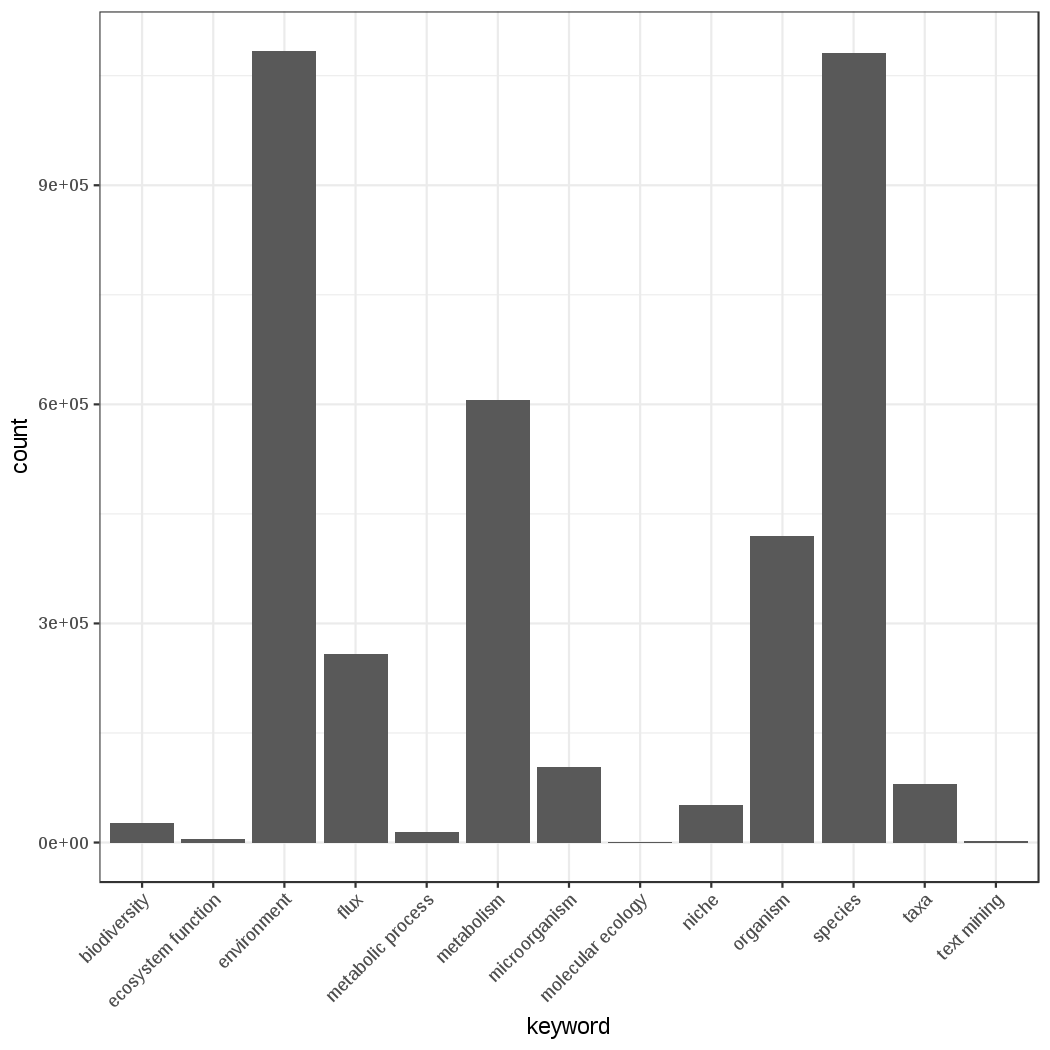 count
9e+05
6e+05
3e+05
0e+00
biodiversity
ecosystem function
environment
flux
metabolic process
metabolism
microorganism
molecular ecology
niche
organism
species
taxa
text mining
keyword